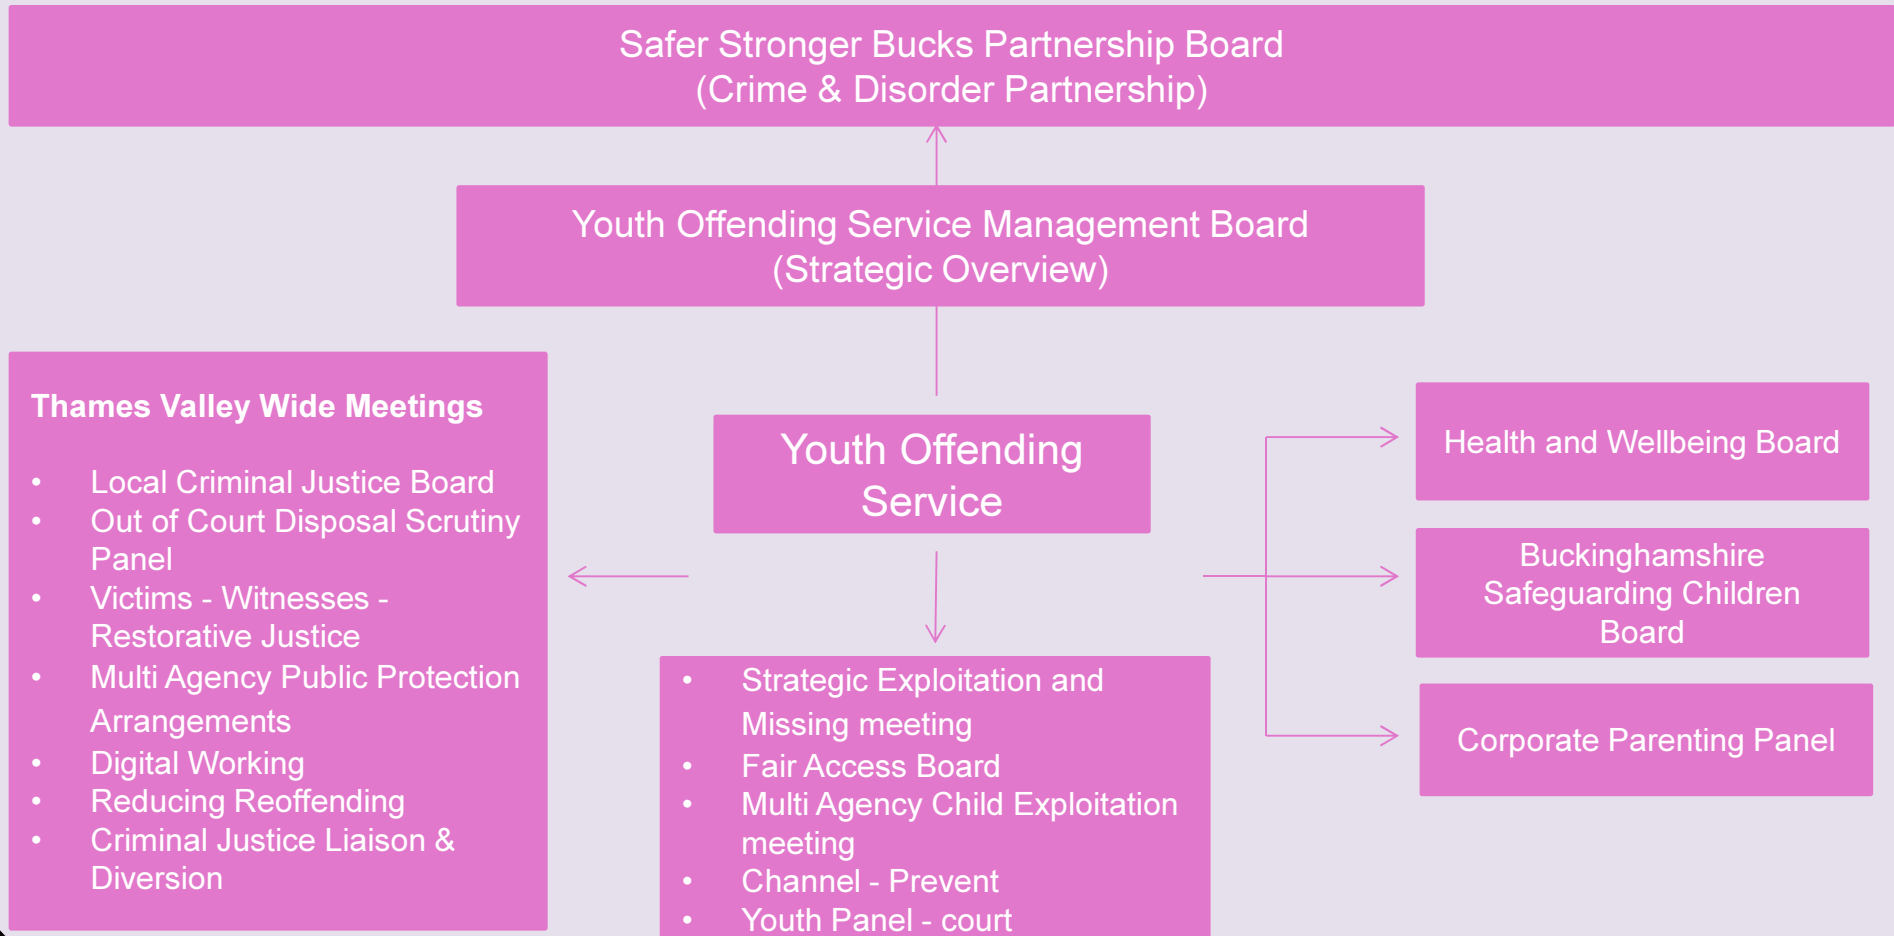 Safer Stronger Bucks Partnership Board
(Crime & Disorder Partnership)
Youth Offending Service Management Board
(Strategic Overview)
Thames Valley Wide Meetings
• Local Criminal Justice Board
• Out of Court Disposal Scrutiny
Panel
• Victims - Witnesses -
Restorative Justice
• Multi Agency Public Protection
Arrangements
• Digital Working
• Reducing Reoffending
• Criminal Justice Liaison &
Diversion
Youth Offending
Service
• Strategic Exploitation and
Missing meeting
• Fair Access Board
• Multi Agency Child Exploitation
meeting
• Channel - Prevent
• Youth Panel - court
Health and Wellbeing Board
Buckinghamshire
Safeguarding Children
Board
Corporate Parenting Panel